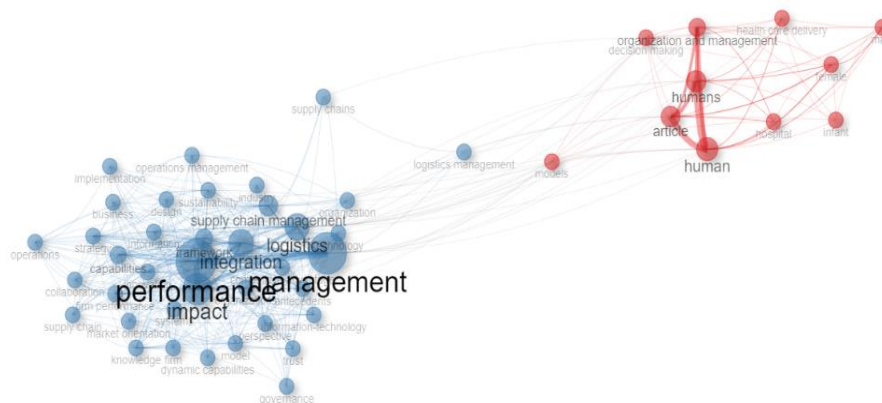 health care delivery
organization and management
decision making
female
humans
supply chains
article
hospital
infant
human
logistics management
models
operations management
implementation
sustainability
industry
business
design
organization
supply chain management
operations
strategy
information
logistics
framework
integration
capabilities
collaboration
management
performance
antecedents
firm performance
impact
supply chain
market orientation
information-technology
perspective
knowledge
firm
model
trust
dynamic capabilities
governance